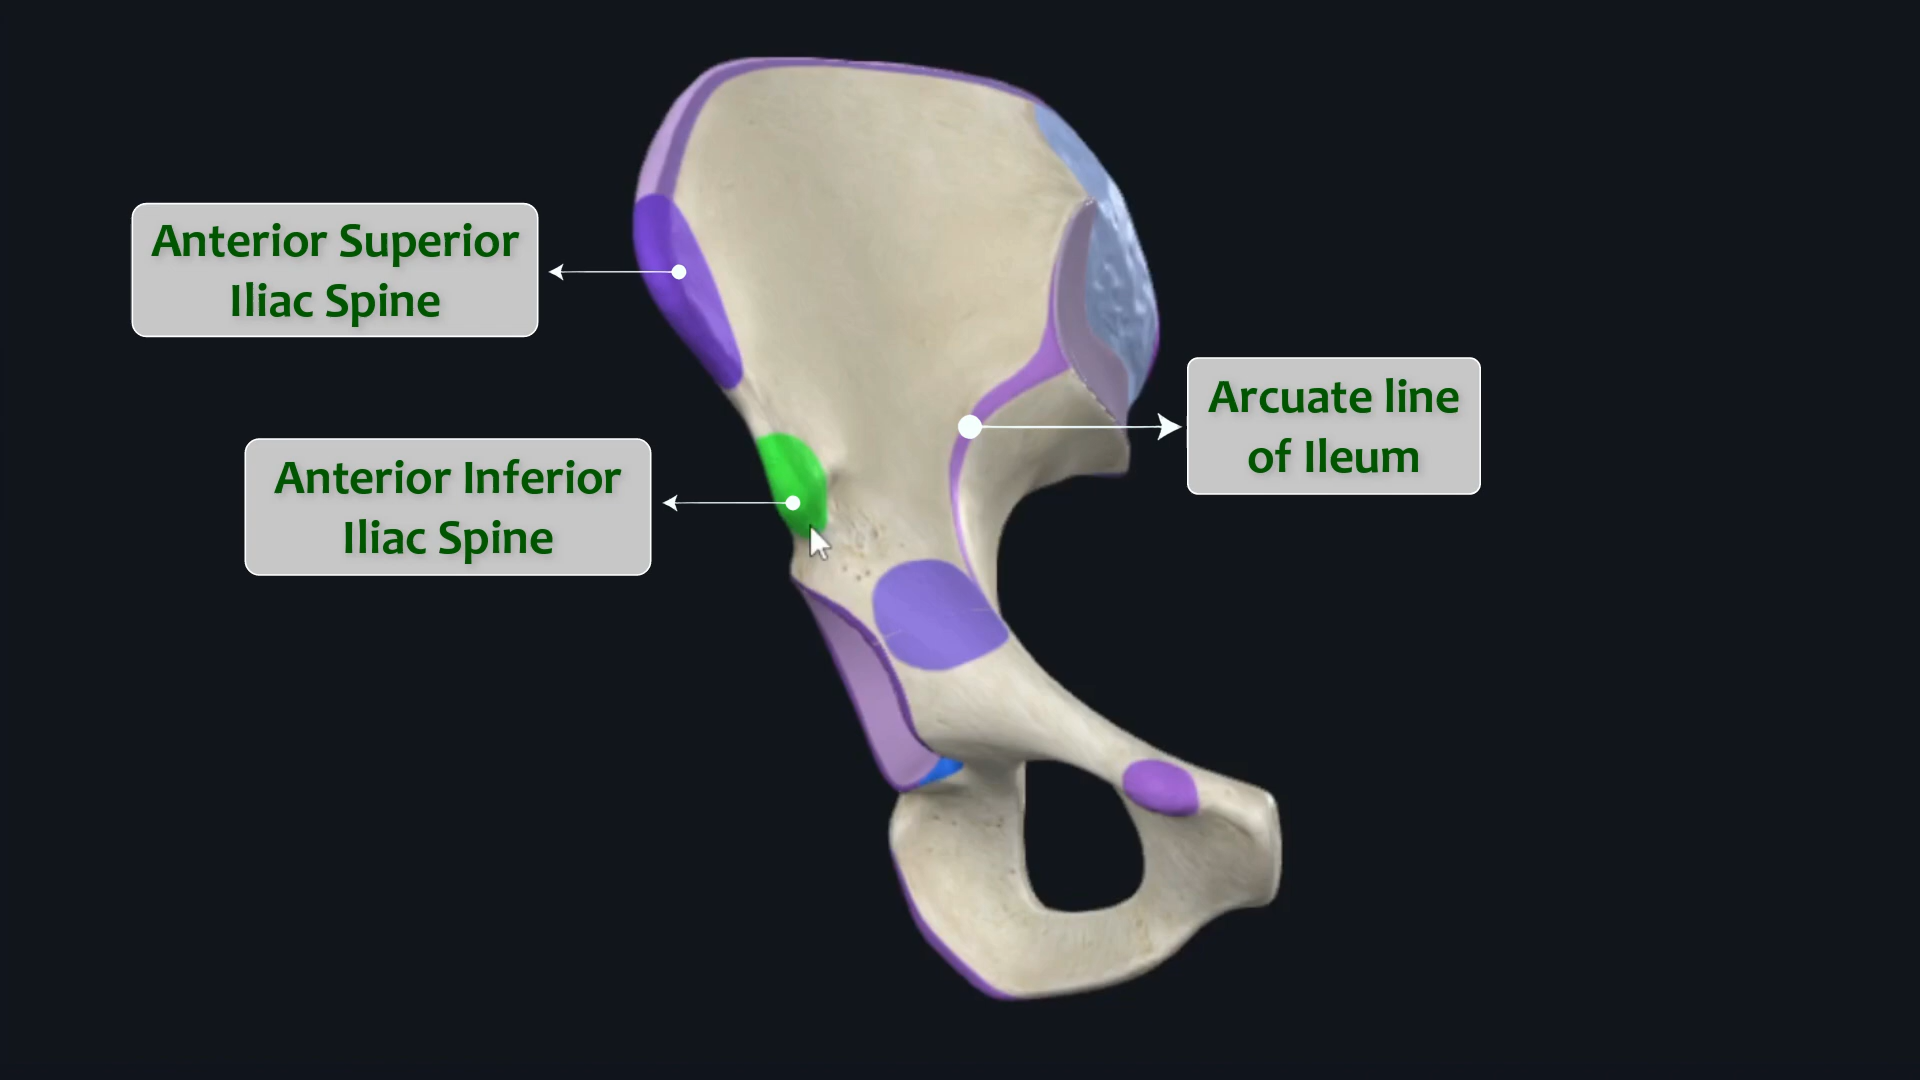 Anterior Superior
Iliac Spine
Arcuate line
of Ileum
Anterior Inferior
Iliac Spine